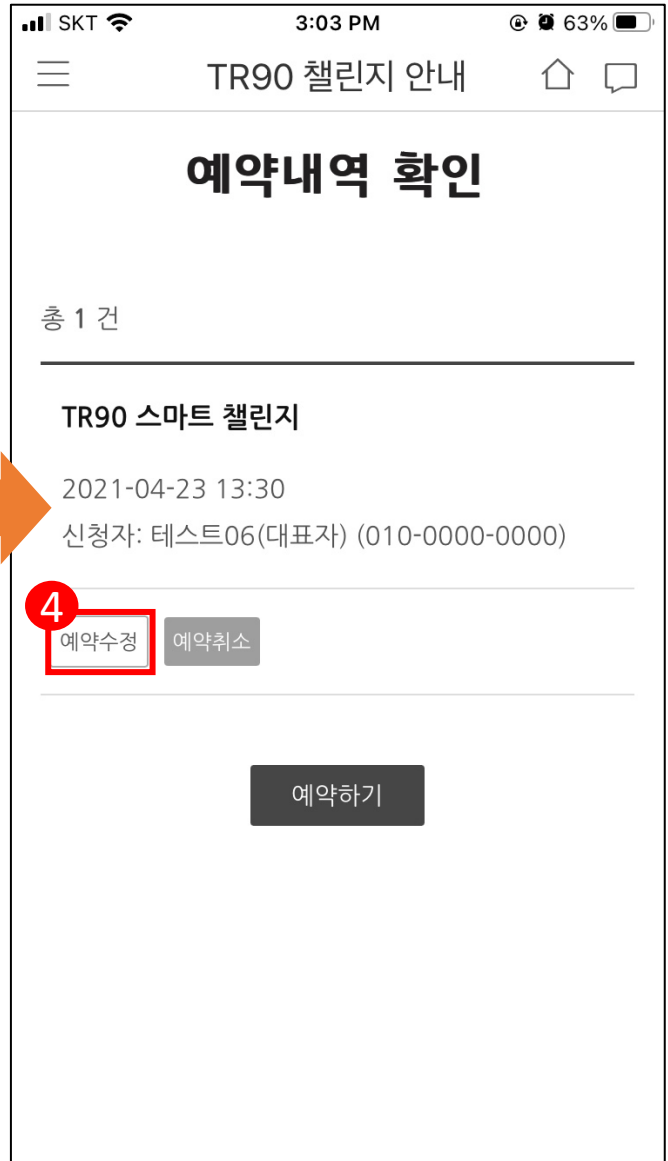 SKT 3:03 PM 63%
TR90 챌린지 안내
예약내역 확인
총 1 건
TR90 스마트 챌린지
2021-04-23 13:30
신청자: 테스트06(대표자) (010-0000-0000)
4
예약수정 예약취소
예약하기